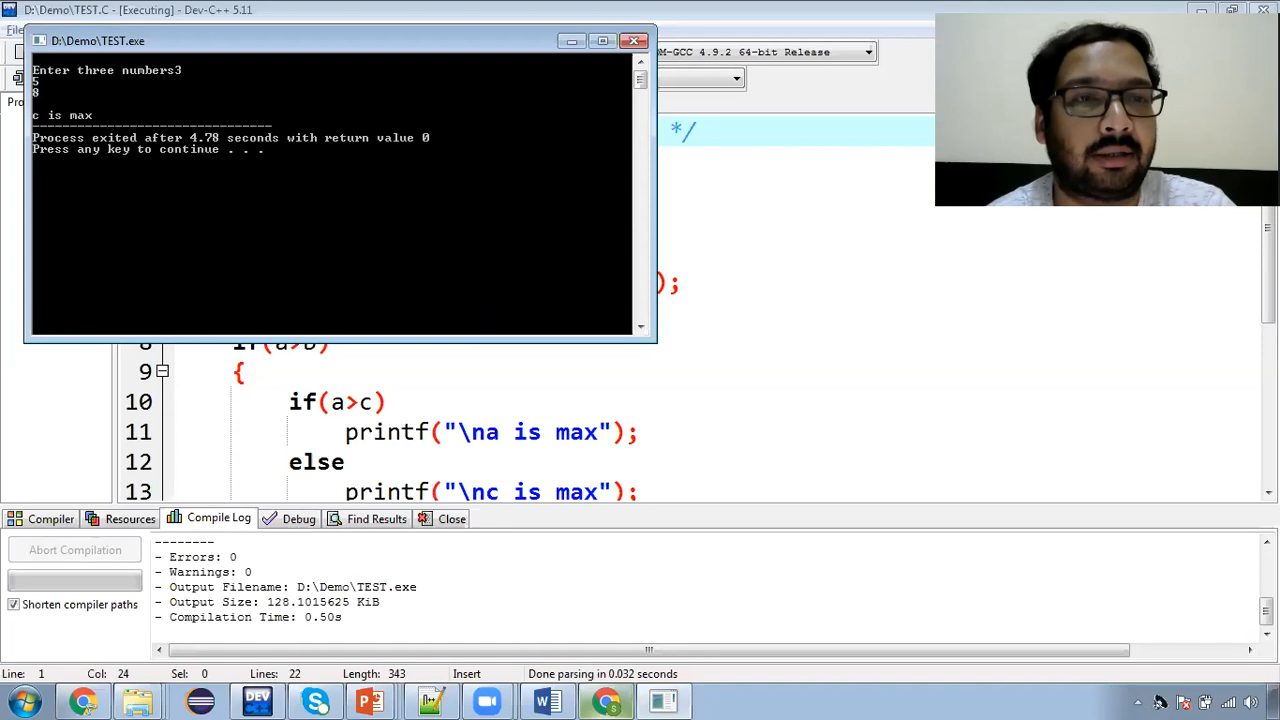 D:\Demo\TEST.C - [Executing] - Dev-C++ 5.11
D:\Demo\TEST.exe
M-GCC 4.9.2 64-bit Release
Enter three numbers3
5
8
c is max
--------------------------------
Process exited after 4.78 seconds with return value 0
Press any key to continue . . .
*/
);
8 if(a>b)
9 {
10 if(a>c)
11 printf("\na is max");
12 else
13 printf("\nc is max");
Compiler Resources Compile Log Debug Find Results Close
Abort Compilation
Shorten compiler paths
--------
- Errors: 0
- Warnings: 0
- Output Filename: D:\Demo\TEST.exe
- Output Size: 128.1015625 KiB
- Compilation Time: 0.50s
Line: 1 Col: 24 Sel: 0 Lines: 22 Length: 343 Insert Done parsing in 0.032 seconds